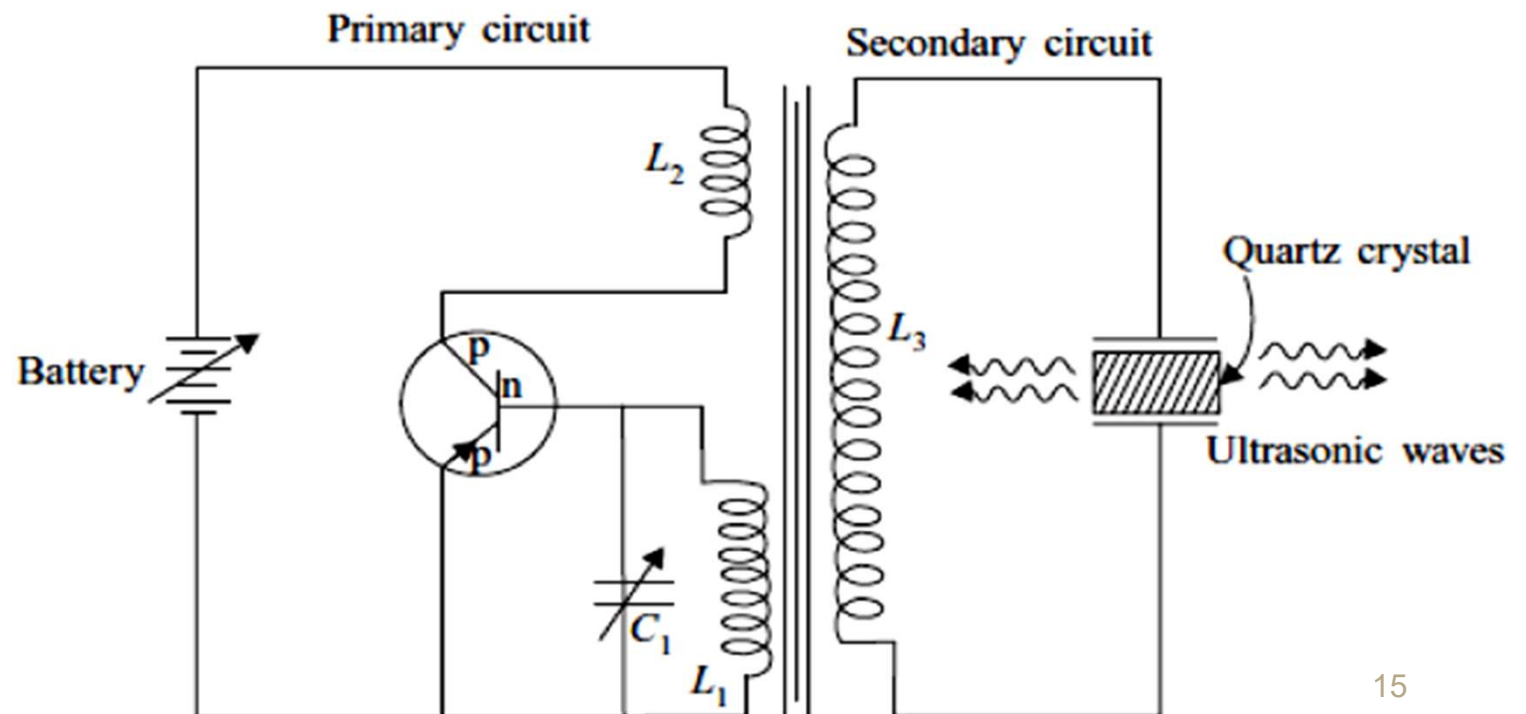 Primary circuit
Secondary circuit
L2
Quartz crystal
L3
Battery
p
n
p
Ultrasonic waves
C1
L1
15